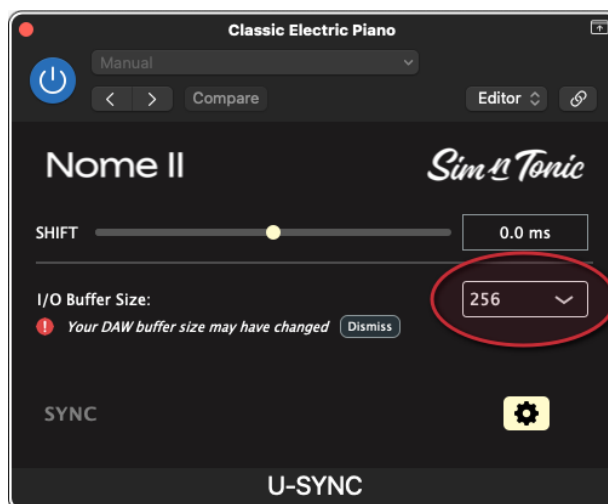 Classic Electric Piano
Manual
Compare
Editor
Nome II
Sim n Tonic
SHIFT
0.0 ms
I/O Buffer Size:
256
Your DAW buffer size may have changed
Dismiss
SYNC
U-SYNC